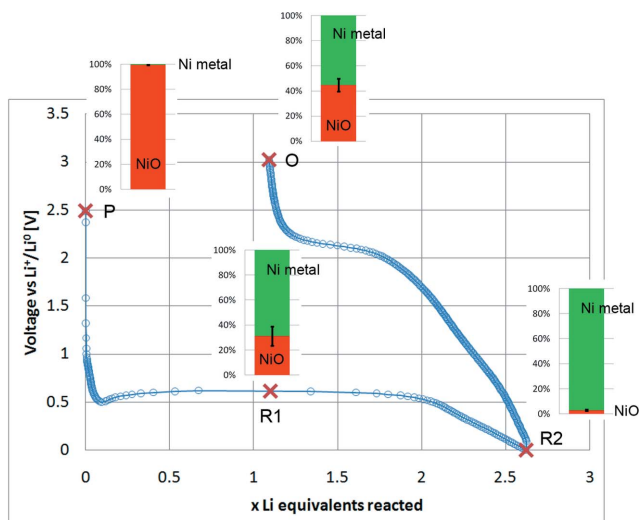 100%
80%
60%
40%
20%
0%
Ni metal
NiO
100%
80%
60%
40%
20%
0%
Ni metal
NiO
100%
80%
60%
40%
20%
0%
Ni metal
NiO
100%
80%
60%
40%
20%
0%
Ni metal
NiO
P
O
R1
R2
Voltage vs Li⁺/Li⁰ [V]
3.5
3
2.5
2
1.5
1
0.5
0
0 0.5 1 1.5 2 2.5 3
x Li equivalents reacted